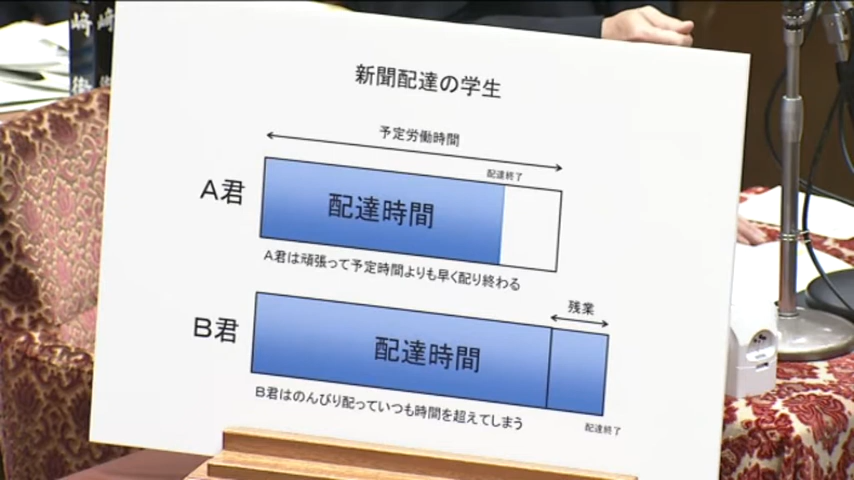 崎 崎
新聞配達の学生
予定労働時間
配達終了
A君
配達時間
A君は頑張って予定時間よりも早く配り終わる
残業
B君
配達時間
B君はのんびり配っていつも時間を超えてしまう
配達終了